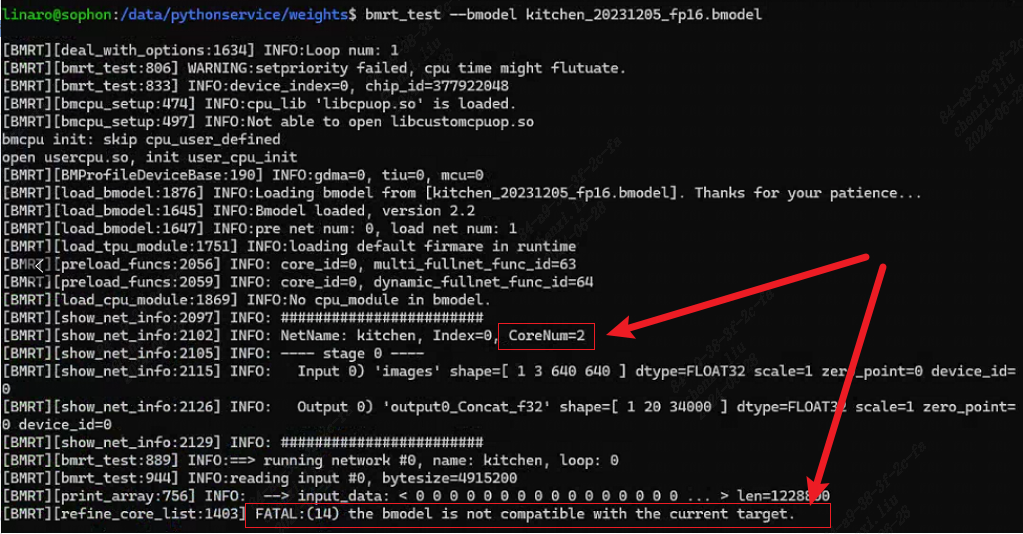 linaro@sophon:/data/pythonservice/weights$ bmrt_test --bmodel kitchen_20231205_fp16.bmodel
[BMRT][deal_with_options:1634] INFO:Loop num: 1
[BMRT][bmrt_test:806] WARNING:setpriority failed, cpu time might flutuate.
[BMRT][bmrt_test:833] INFO:device_index=0, chip_id=377922048
[BMRT][bmcpu_setup:474] INFO:cpu_lib 'libcpuop.so' is loaded.
[BMRT][bmcpu_setup:497] INFO:Not able to open libcustomcpuop.so
bmcpu init: skip cpu_user_defined
open usercpu.so, init user_cpu_init
[BMRT][BMProfileDeviceBase:190] INFO:gdma=0, tiu=0, mcu=0
[BMRT][load_bmodel:1876] INFO:Loading bmodel from [kitchen_20231205_fp16.bmodel]. Thanks for your patience...
[BMRT][load_bmodel:1645] INFO:Bmodel loaded, version 2.2
[BMRT][load_bmodel:1647] INFO:pre net num: 0, load net num: 1
[BMRT][load_tpu_module:1751] INFO:loading default firmare in runtime
[BMRT][preload_funcs:2056] INFO: core_id=0, multi_fullnet_func_id=63
[BMRT][preload_funcs:2059] INFO: core_id=0, dynamic_fullnet_func_id=64
[BMRT][load_cpu_module:1869] INFO:No cpu_module in bmodel.
[BMRT][show_net_info:2097] INFO: ########################
[BMRT][show_net_info:2102] INFO: NetName: kitchen, Index=0, CoreNum=2
[BMRT][show_net_info:2105] INFO: ---- stage 0 ----
[BMRT][show_net_info:2115] INFO:   Input 0) 'images' shape=[ 1 3 640 640 ] dtype=FLOAT32 scale=1 zero_point=0 device_id=
0
[BMRT][show_net_info:2126] INFO:   Output 0) 'output0_Concat_f32' shape=[ 1 20 34000 ] dtype=FLOAT32 scale=1 zero_point=
0 device_id=0
[BMRT][show_net_info:2129] INFO: ########################
[BMRT][bmrt_test:889] INFO:==> running network #0, name: kitchen, loop: 0
[BMRT][bmrt_test:944] INFO:reading input #0, bytesize=4915200
[BMRT][print_array:756] INFO:  --> input_data: < 0 0 0 0 0 0 0 0 0 0 0 0 0 0 0 0 ... > len=1228800
[BMRT][refine_core_list:1403] FATAL:(14) the bmodel is not compatible with the current target.